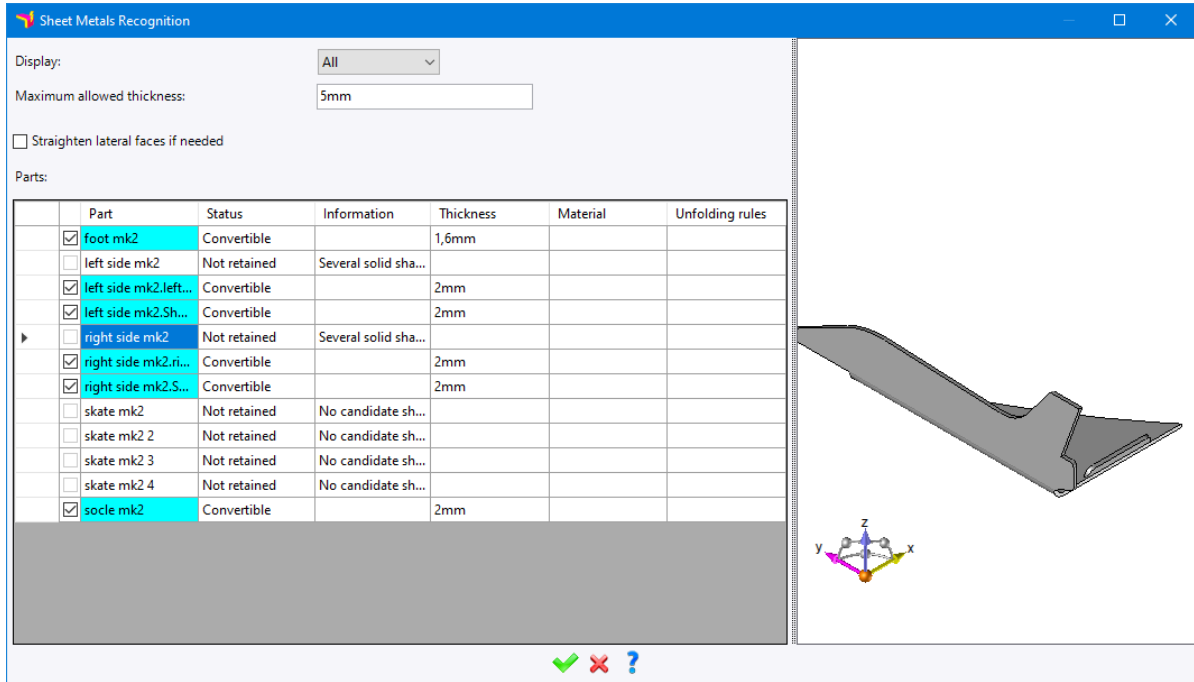 Sheet Metals Recognition
Display: All
Maximum allowed thickness: 5mm
Straighten lateral faces if needed
Parts:
Part Status Information Thickness Material Unfolding rules
foot mk2 Convertible 1,6mm
left side mk2 Not retained Several solid sha...
left side mk2.left... Convertible 2mm
left side mk2.Sh... Convertible 2mm
right side mk2 Not retained Several solid sha...
right side mk2.ri... Convertible 2mm
right side mk2.S... Convertible 2mm
skate mk2 Not retained No candidate sh...
skate mk2 2 Not retained No candidate sh...
skate mk2 3 Not retained No candidate sh...
skate mk2 4 Not retained No candidate sh...
socle mk2 Convertible 2mm
z
y x